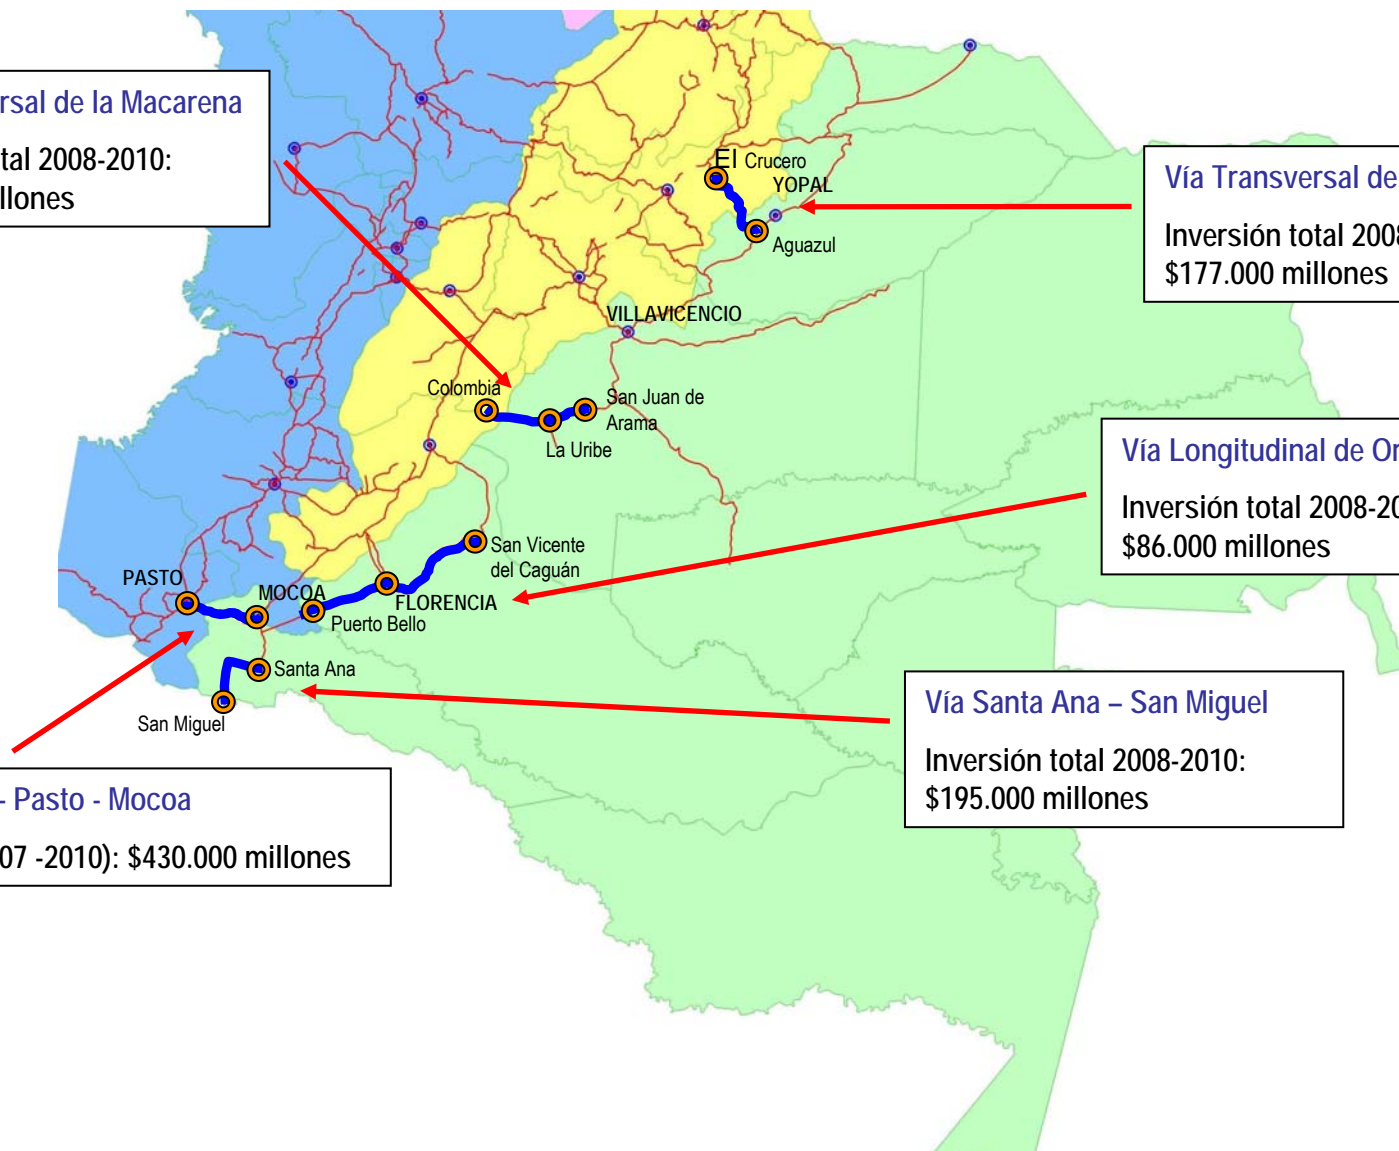 rsal de la Macarena
tal 2008-2010:
llones
El Crucero
YOPAL
Aguazul
Vía Transversal de
Inversión total 2008
$177.000 millones
VILLAVICENCIO
Colombia
San Juan de
Arama
La Uribe
Vía Longitudinal de Or
Inversión total 2008-20
$86.000 millones
San Vicente
del Caguán
PASTO
MOCOA
FLORENCIA
Puerto Bello
Santa Ana
San Miguel
Vía Santa Ana – San Miguel
Inversión total 2008-2010:
$195.000 millones
- Pasto - Mocoa
07 -2010): $430.000 millones